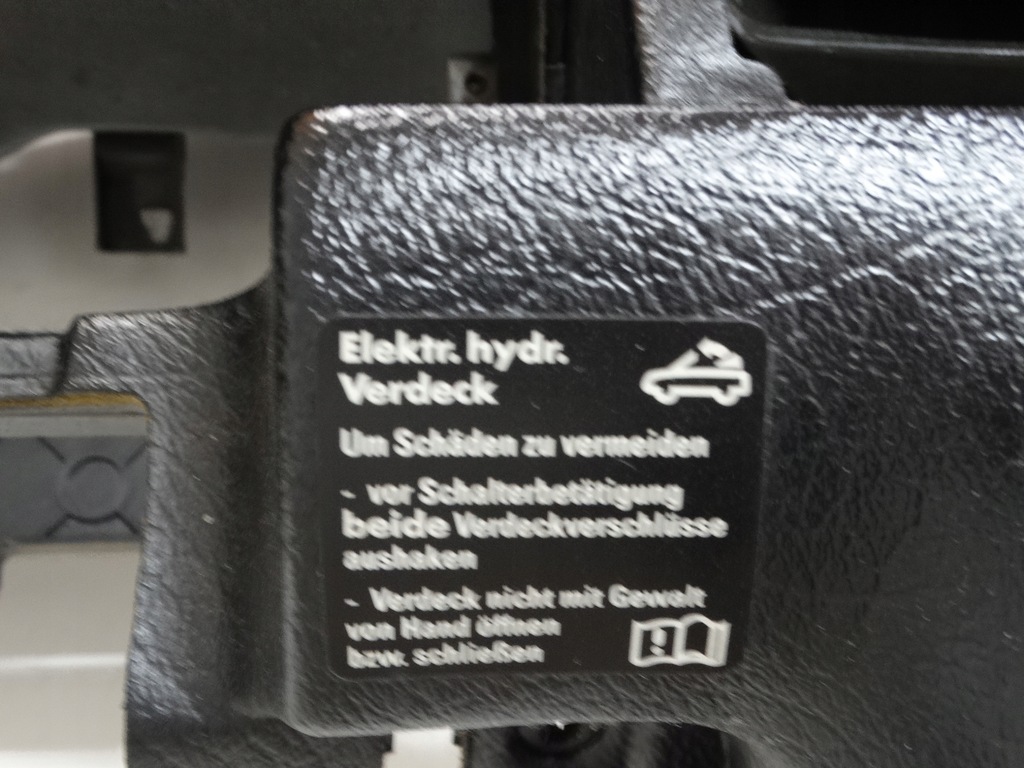 Elektr. hydr.
Verdeck
Um Schäden zu vermeiden
- vor Schalterbetätigung
beide Verdeckverschlüsse
aushaken
- Verdeck nicht mit Gewalt
von Hand öffnen
bzw. schließen